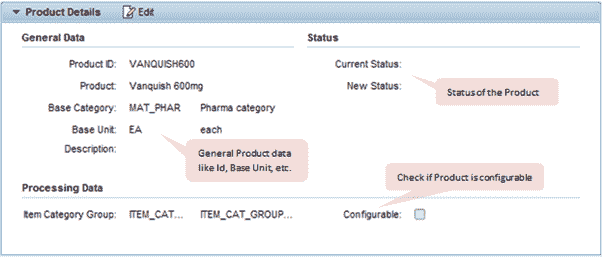 Product Details Edit
General Data
Status
Product ID: VANQUISH600
Product: Vanquish 600mg
Base Category: MAT_PHAR Pharma category
Base Unit: EA each
Description:
Current Status:
New Status:
Status of the Product
General Product data
like Id, Base Unit, etc.
Check if Product is configurable
Processing Data
Item Category Group: ITEM_CAT... ITEM_CAT_GROUP...
Configurable: